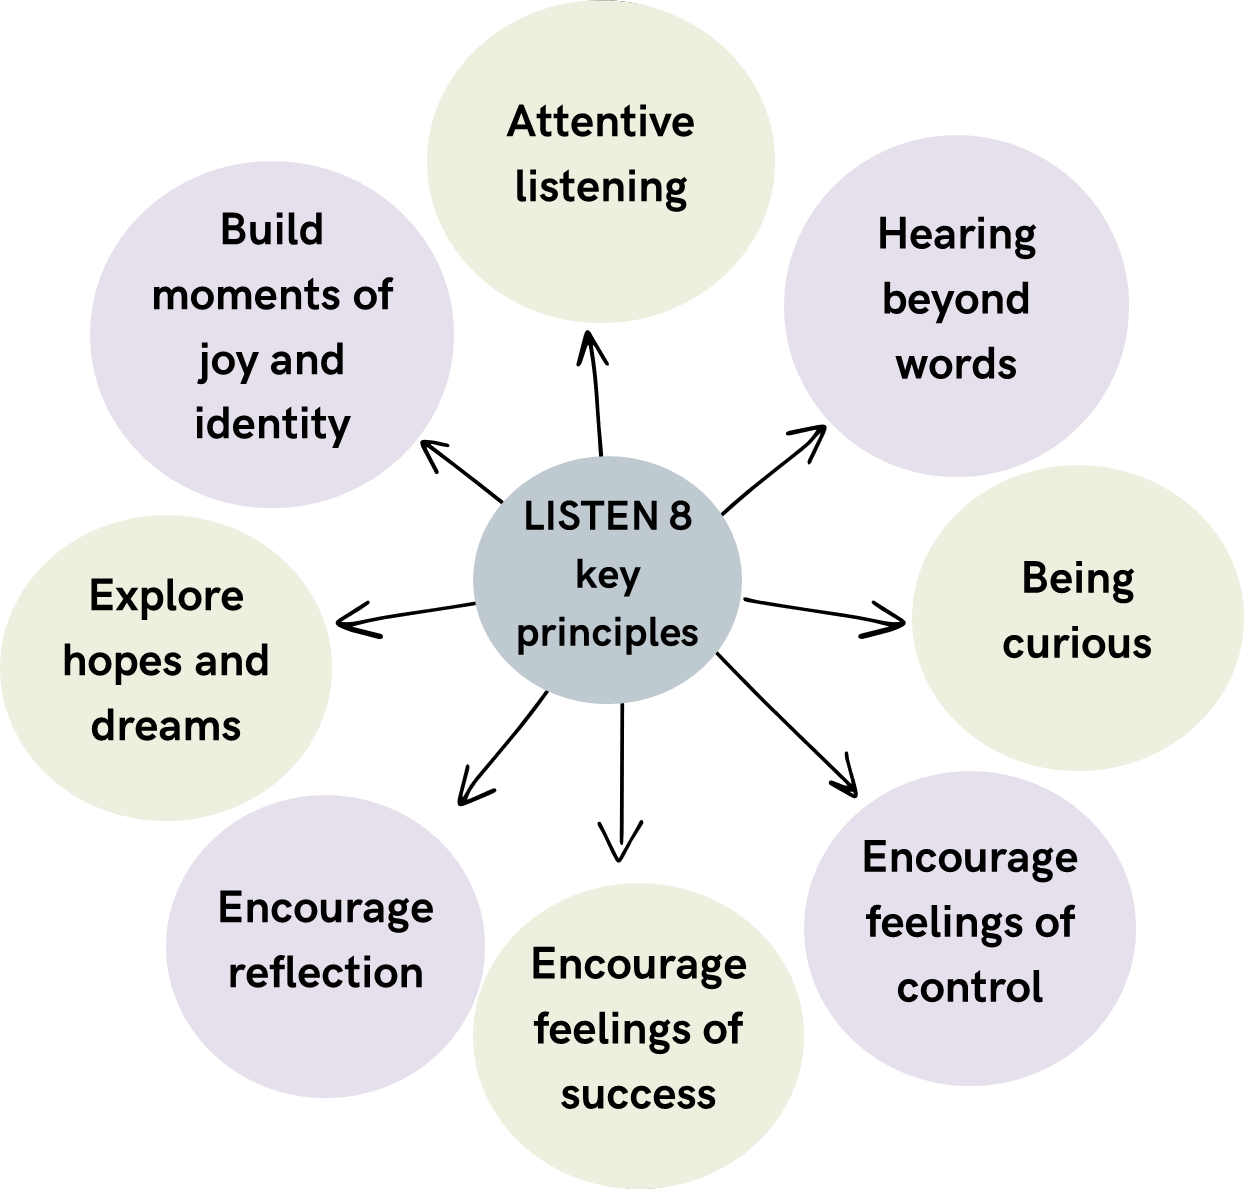 Attentive
listening
Hearing
beyond
words
Being
curious
Encourage
feelings of
control
Encourage
feelings of
success
Encourage
reflection
Explore
hopes and
dreams
Build
moments of
joy and
identity
LISTEN 8
key
principles